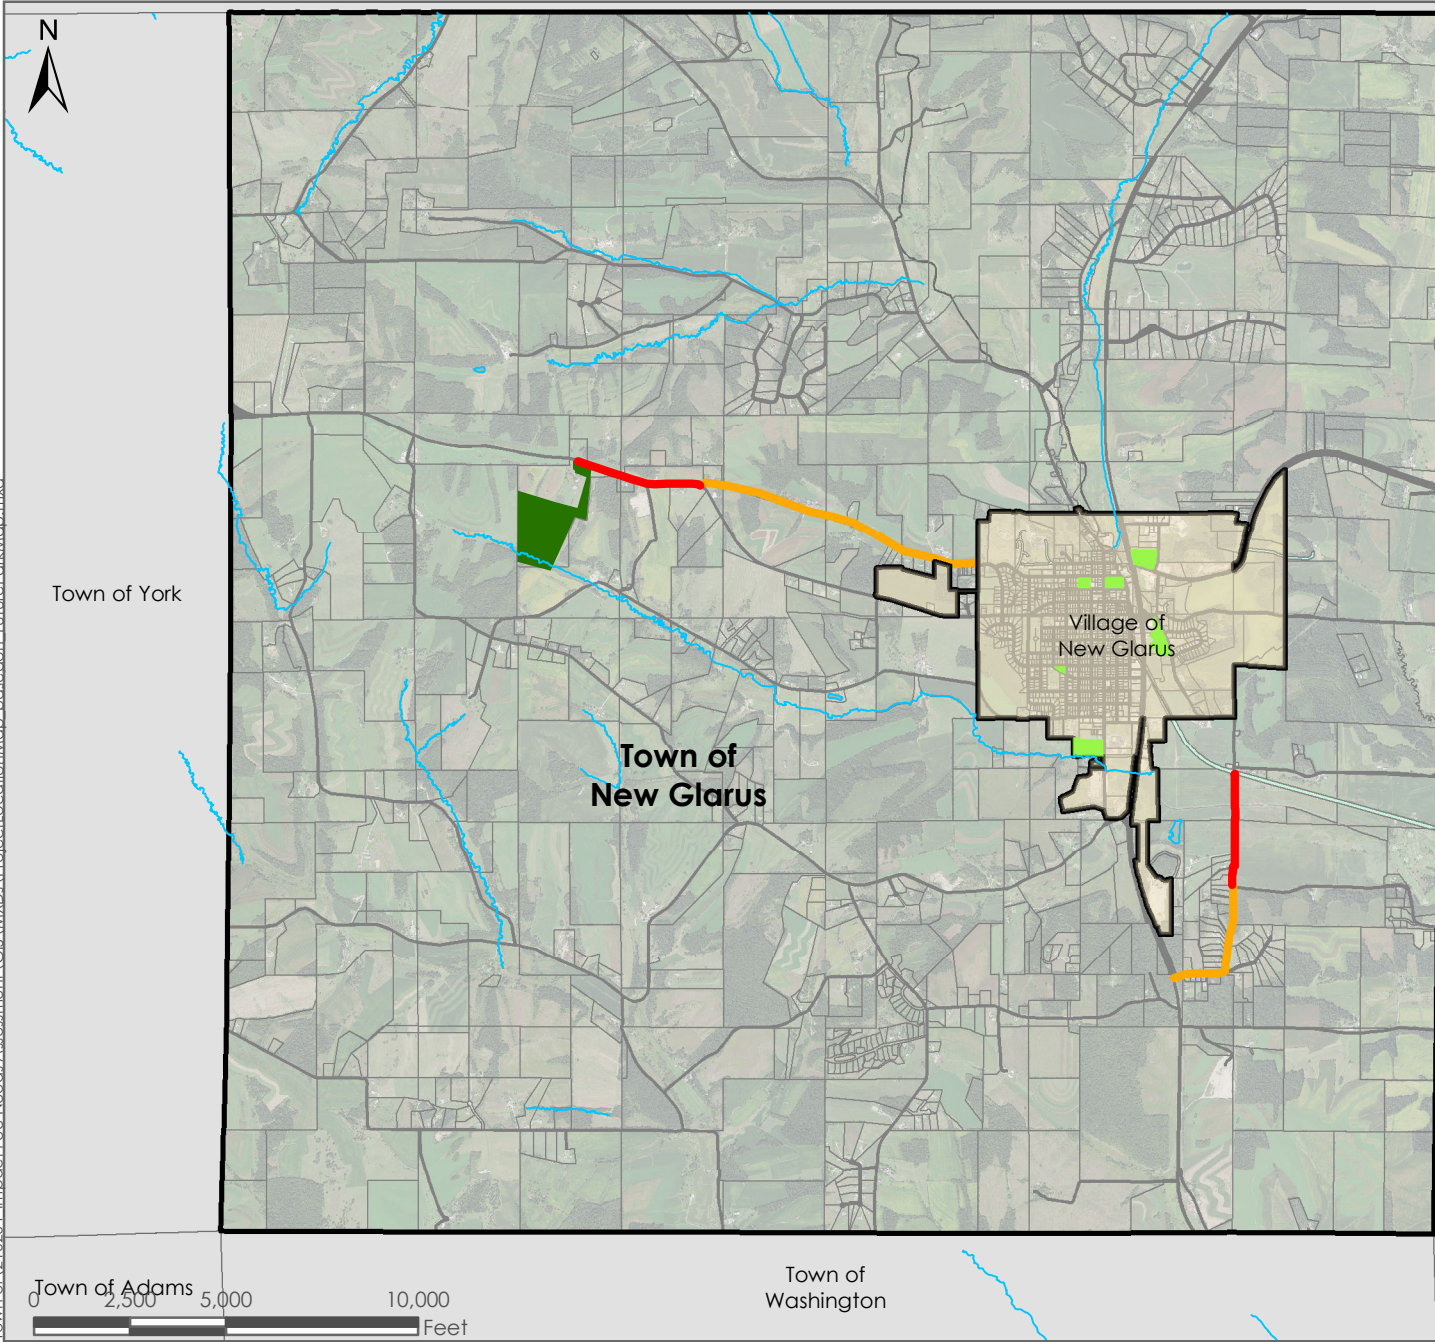 N
Town of York
Village of
New Glarus
Town of
New Glarus
Town of
Washington
Town of Adams
0 2,500 5,000 10,000
Feet